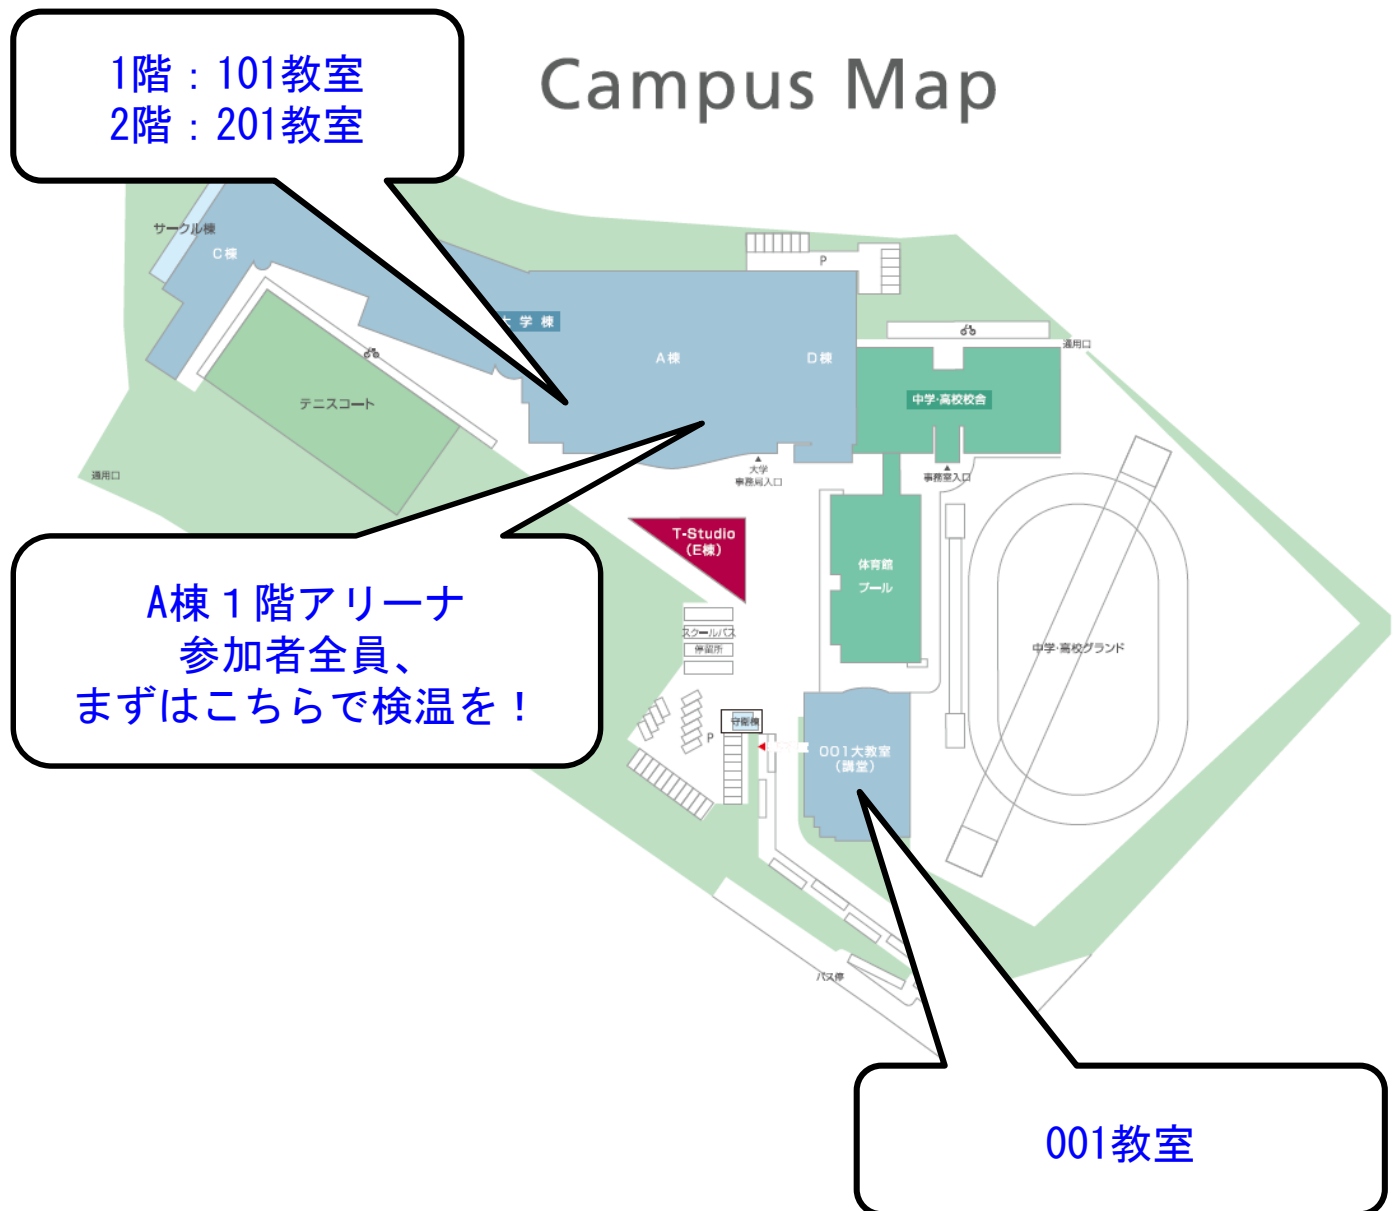 1階：101教室
2階：201教室
Campus Map
サークル棟
C棟
P
大学棟
A棟
D棟
通用口
中学・高校校舎
テニスコート
通用口
▲
大学
事務局入口
▲
事務室入口
T-Studio
（E棟）
体育館
プール
A棟１階アリーナ
参加者全員、
まずはこちらで検温を！
スクールバス
停留所
中学・高校グランド
守衛棟
P
001大教室
（講堂）
バス停
001教室